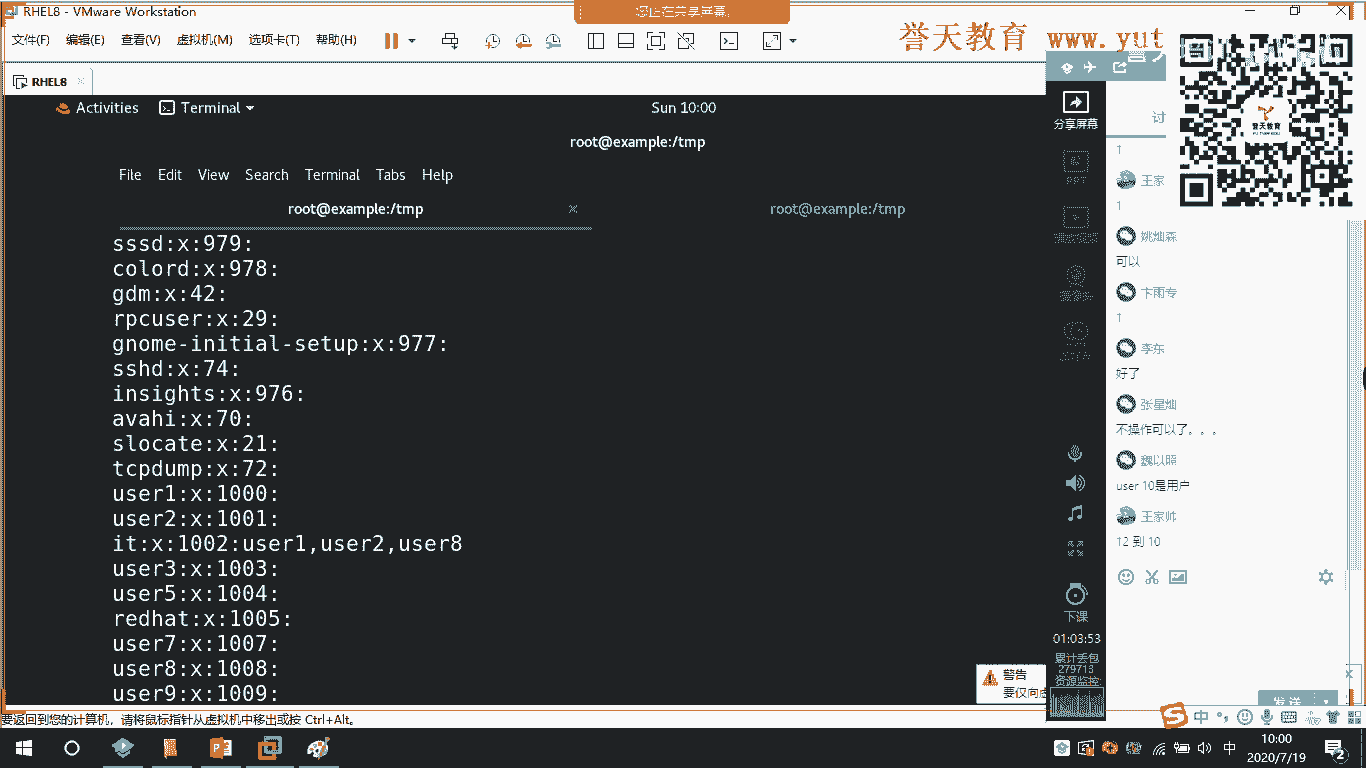 RHEL8 - VMware Workstation
您正在共享屏幕。
文件(F) 编辑(E) 查看(V) 虚拟机(M) 选项卡(T) 帮助(H)
誉天教育 www.yut
RHEL8
Activities Terminal Sun 10:00
分享屏幕
讨
root@example:/tmp
File Edit View Search Terminal Tabs Help
root@example:/tmp root@example:/tmp
sssd:x:979:
colord:x:978:
gdm:x:42:
rpcuser:x:29:
gnome-initial-setup:x:977:
sshd:x:74:
insights:x:976:
avahi:x:70:
slocate:x:21:
tcpdump:x:72:
user1:x:1000:
user2:x:1001:
it:x:1002:user1,user2,user8
user3:x:1003:
user5:x:1004:
redhat:x:1005:
user7:x:1007:
user8:x:1008:
user9:x:1009:
誉天教育
PPT
1
王家
1
姚灿森
可以
卞雨专
1
李东
好了
张星灿
不操作可以了。。。
魏以照
user 10是用户
王家帅
12 到 10
下课
01:03:53
累计丢包
279713
资源监控:
警告
要仅向虚
发送
要返回到您的计算机，请将鼠标指针从虚拟机中移出或按 Ctrl+Alt。
中
中
10:00
2020/7/19
2